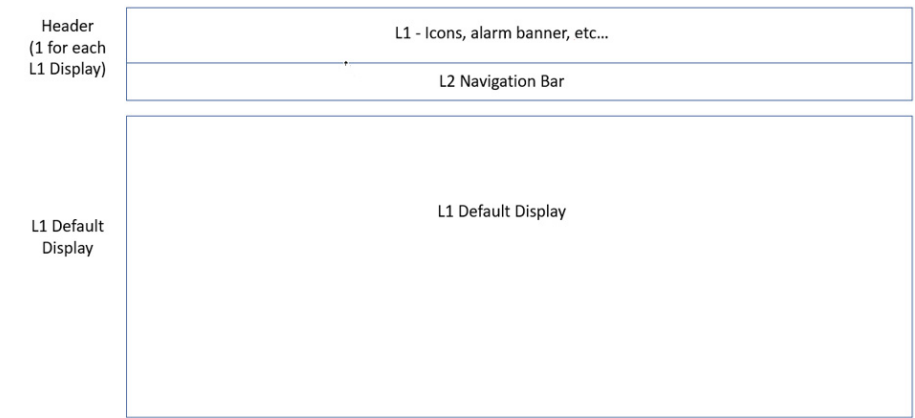 Header
(1 for each
L1 Display)
L1 - Icons, alarm banner, etc...
L2 Navigation Bar
L1 Default
Display
L1 Default Display